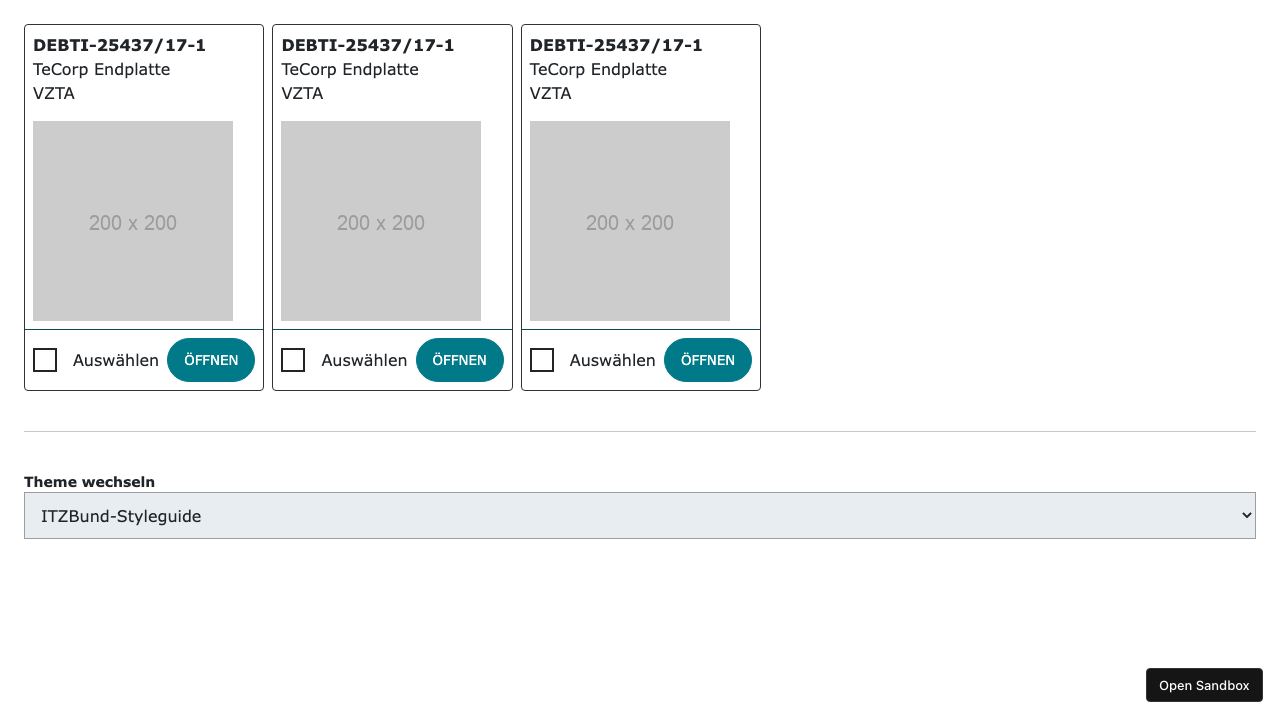 DEBTI-25437/17-1
TeCorp Endplatte
VZTA
200 x 200
Auswählen
ÖFFNEN
DEBTI-25437/17-1
TeCorp Endplatte
VZTA
200 x 200
Auswählen
ÖFFNEN
DEBTI-25437/17-1
TeCorp Endplatte
VZTA
200 x 200
Auswählen
ÖFFNEN
Theme wechseln
ITZBund-Styleguide
Open Sandbox